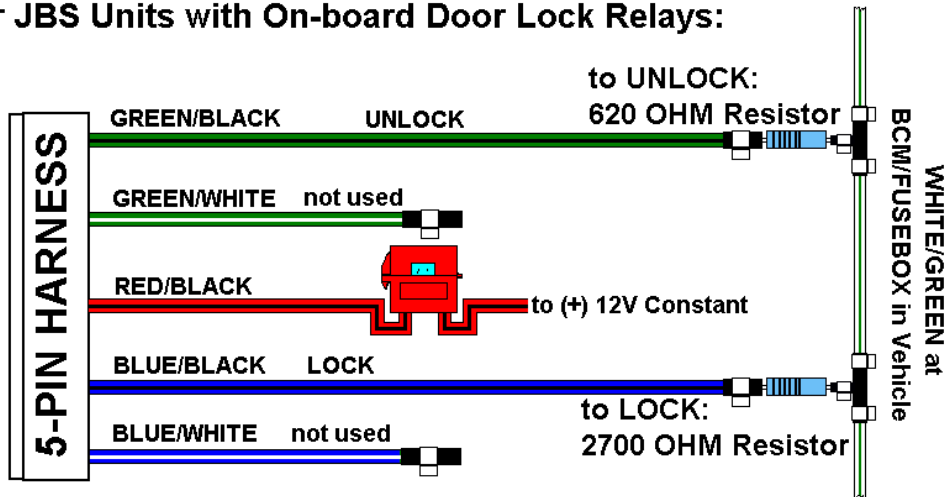 r JBS Units with On-board Door Lock Relays:
to UNLOCK:
620 OHM Resistor
GREEN/BLACK UNLOCK
GREEN/WHITE not used
RED/BLACK
to (+) 12V Constant
BLUE/BLACK LOCK
to LOCK:
2700 OHM Resistor
BLUE/WHITE not used
5-PIN HARNESS
WHITE/GREEN at
BCM/FUSEBOX in Vehicle